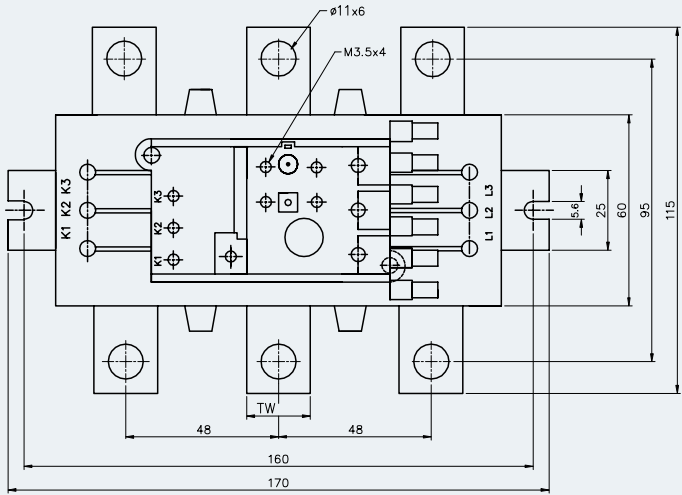 ø11x6
M3.5x4
K1 K2 K3
K3
K2
K1
L1 L2 L3
5.6
25
60
95
115
TW
48
48
160
170